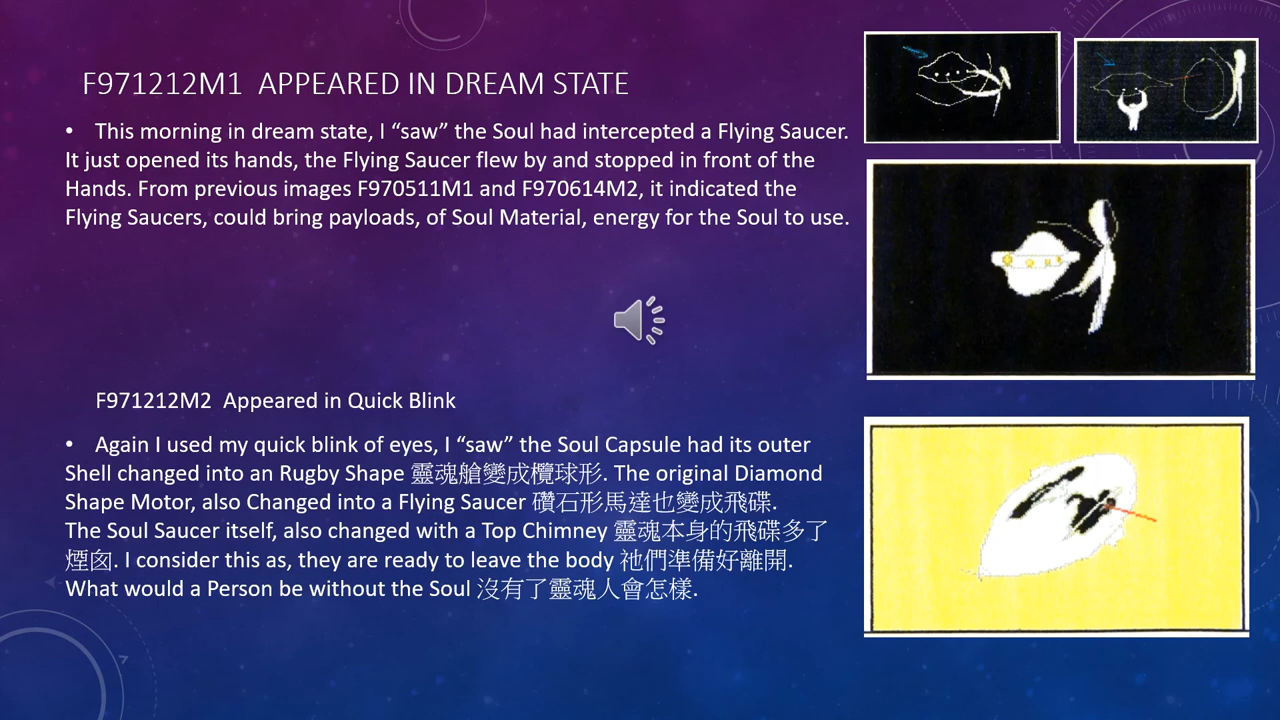 F971212M1 APPEARED IN DREAM STATE
• This morning in dream state, I “saw” the Soul had intercepted a Flying Saucer.
It just opened its hands, the Flying Saucer flew by and stopped in front of the
Hands. From previous images F970511M1 and F970614M2, it indicated the
Flying Saucers, could bring payloads, of Soul Material, energy for the Soul to use.
F971212M2 Appeared in Quick Blink
• Again I used my quick blink of eyes, I “saw” the Soul Capsule had its outer
Shell changed into an Rugby Shape 靈魂艙變成欖球形. The original Diamond
Shape Motor, also Changed into a Flying Saucer 礸石形馬達也變成飛碟.
The Soul Saucer itself, also changed with a Top Chimney 靈魂本身的飛碟多了
煙囪. I consider this as, they are ready to leave the body 祂們準備好離開.
What would a Person be without the Soul 沒有了靈魂人會怎樣.